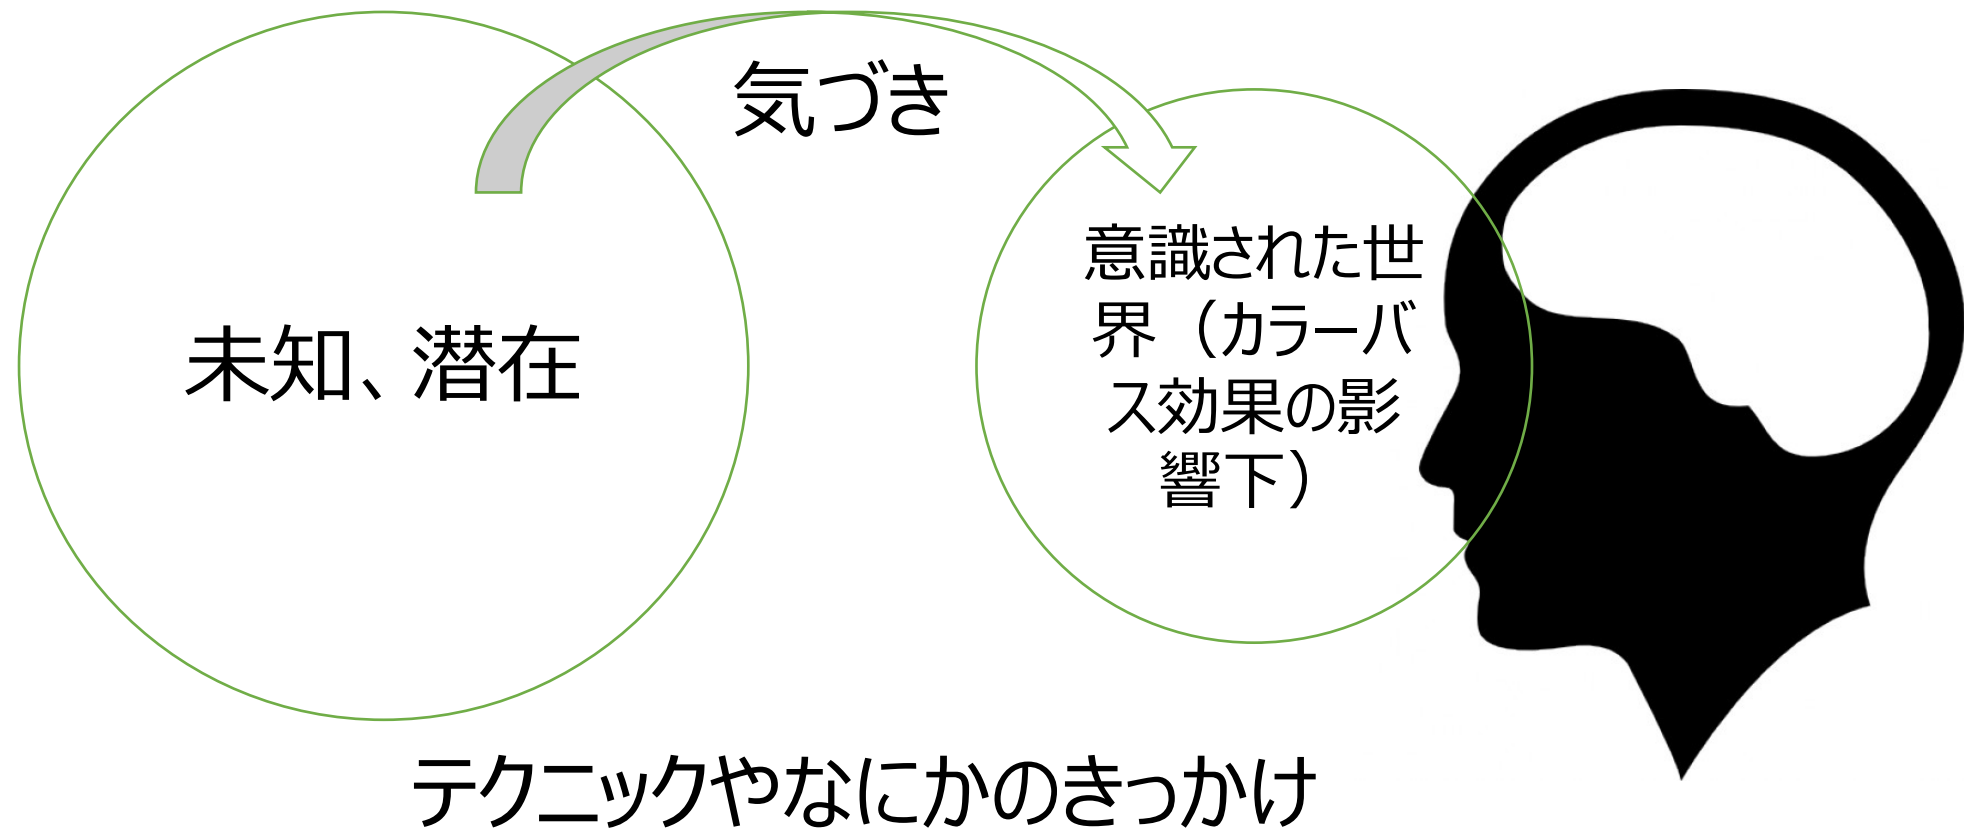 気づき
未知、潜在
意識された世
界（カラーバ
ス効果の影
響下）
テクニックやなにかのきっかけ